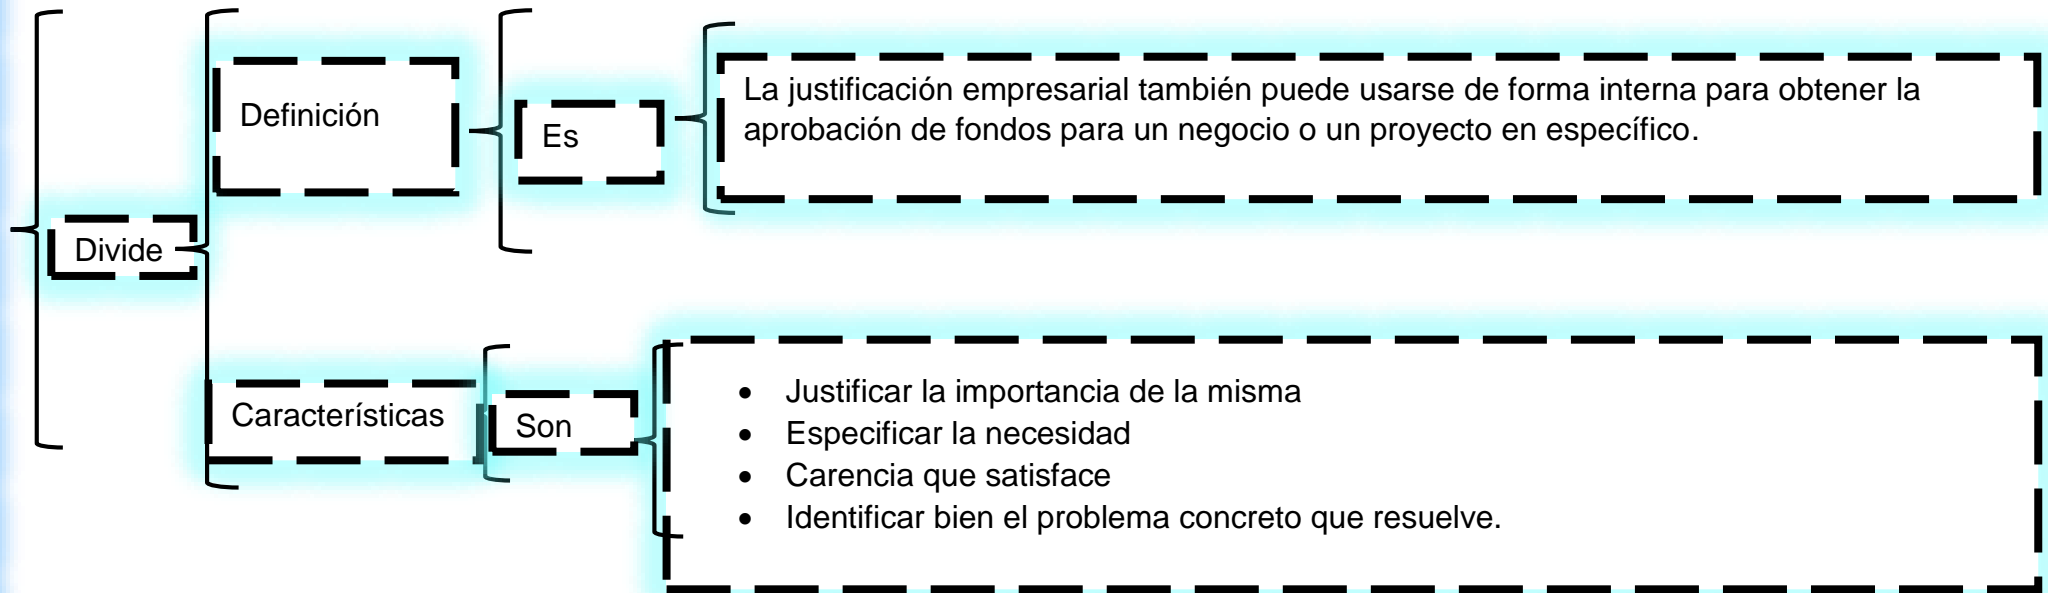 Divide
Definición
Es
La justificación empresarial también puede usarse de forma interna para obtener la
aprobación de fondos para un negocio o un proyecto en específico.
Características
Son
• Justificar la importancia de la misma
• Especificar la necesidad
• Carencia que satisface
• Identificar bien el problema concreto que resuelve.